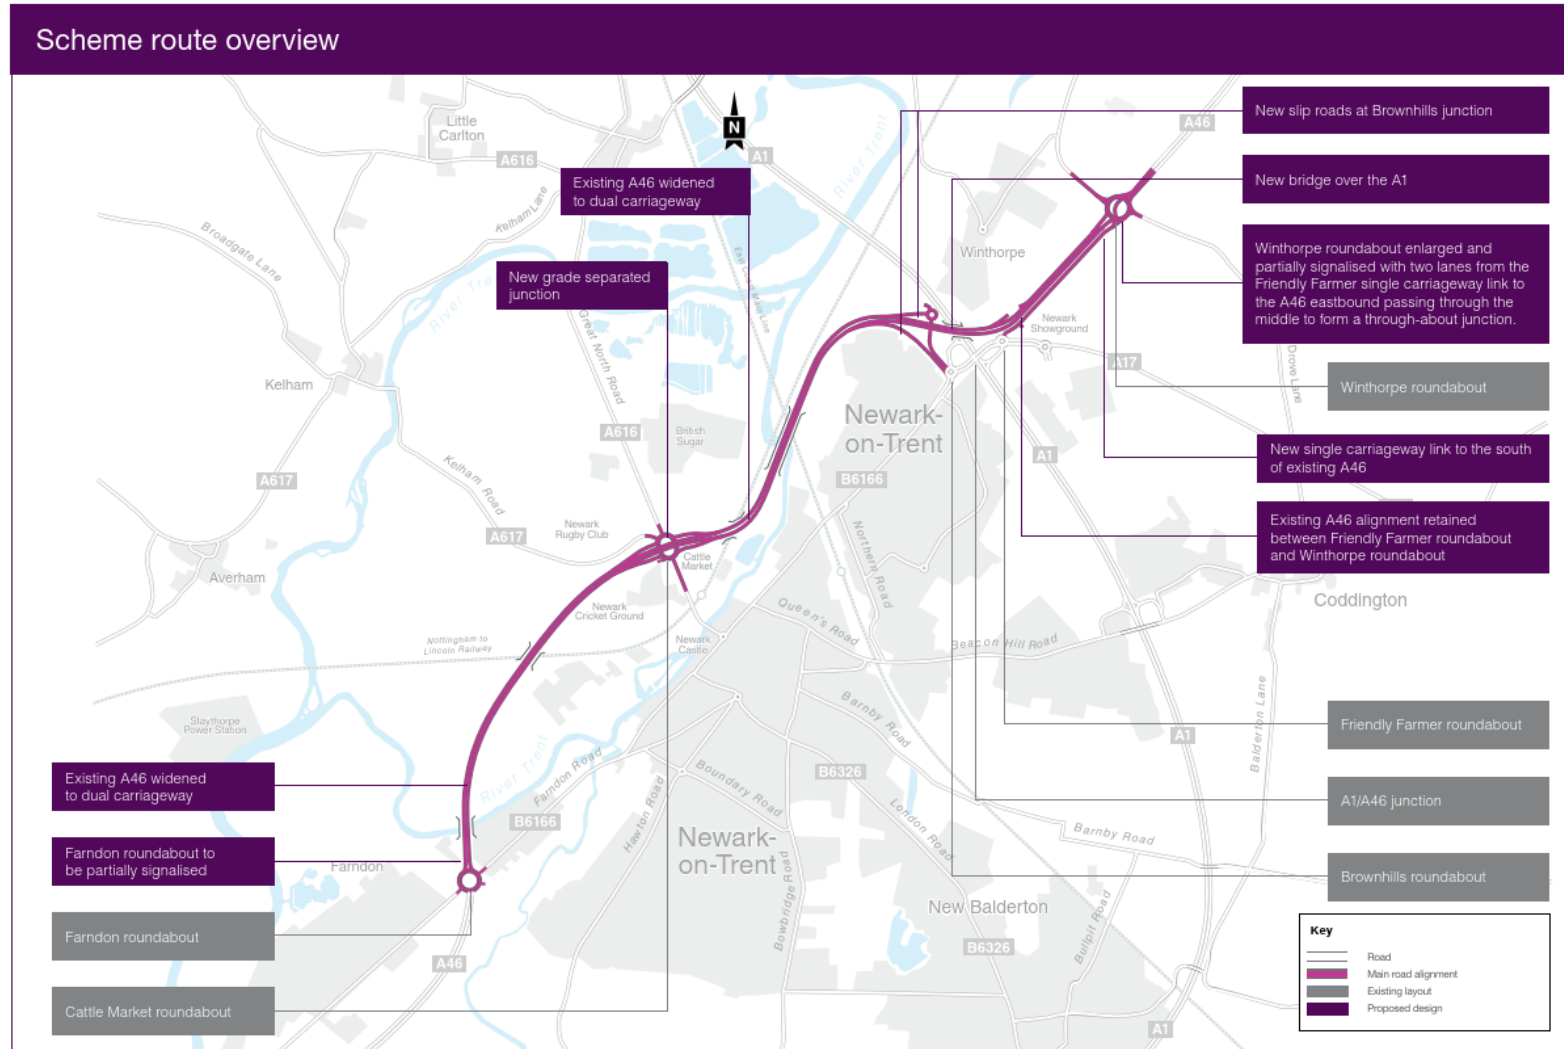 Scheme route overview
New slip roads at Brownhills junction
New bridge over the A1
Winthorpe roundabout enlarged and
partially signalised with two lanes from the
Friendly Farmer single carriageway link to
the A46 eastbound passing through the
middle to form a through-about junction.
Winthorpe roundabout
New single carriageway link to the south
of existing A46
Existing A46 alignment retained
between Friendly Farmer roundabout
and Winthorpe roundabout
Friendly Farmer roundabout
A1/A46 junction
Brownhills roundabout
Existing A46 widened
to dual carriageway
New grade separated
junction
Existing A46 widened
to dual carriageway
Farndon roundabout to
be partially signalised
Farndon roundabout
Cattle Market roundabout
N
Little
Carlton
A616
A1
River Trent
A46
Kelham Lane
Broadgate Lane
River Tre
East Coast Main Line
Winthorpe
Newark
Showground
Great North Road
Kelham
A17
Drove Lane
Newark-
on-Trent
A616
British
Sugar
A1
Kelham Road
A617
B6166
Newark
Rugby Club
A617
Cattle
Market
Northern Road
Averham
Newark
Cricket Ground
Queen's Road
Coddington
Nottingham to
Lincoln Railway
Newark
Castle
Beacon Hill Road
Staythorpe
Power Station
Barnby Road
A1
Balderton Lane
River Trent
Farndon Road
Boundary Road
B6326
B6166
Hawton Road
London Road
Newark-
on-Trent
Barnby Road
Farndon
Bowbridge Road
New Balderton
Bullpit Road
B6326
A46
A1
Key
Road
Main road alignment
Existing layout
Proposed design